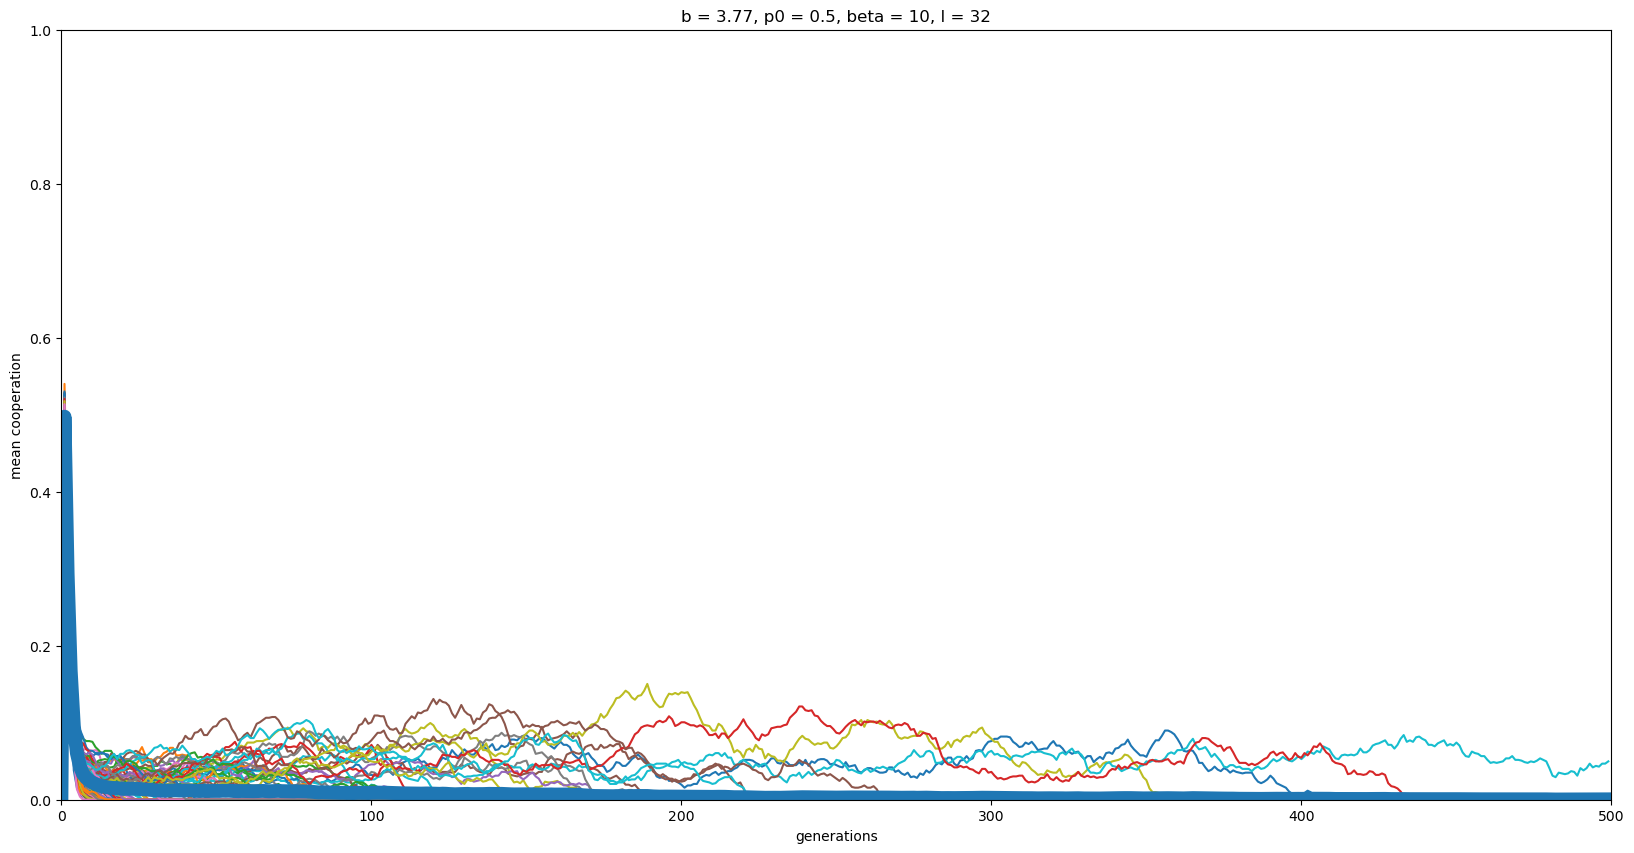 b = 3.77, p0 = 0.5, beta = 10, l = 32
1.0
0.8
0.6
0.4
0.2
0.0
mean cooperation
0 100 200 300 400 500
generations